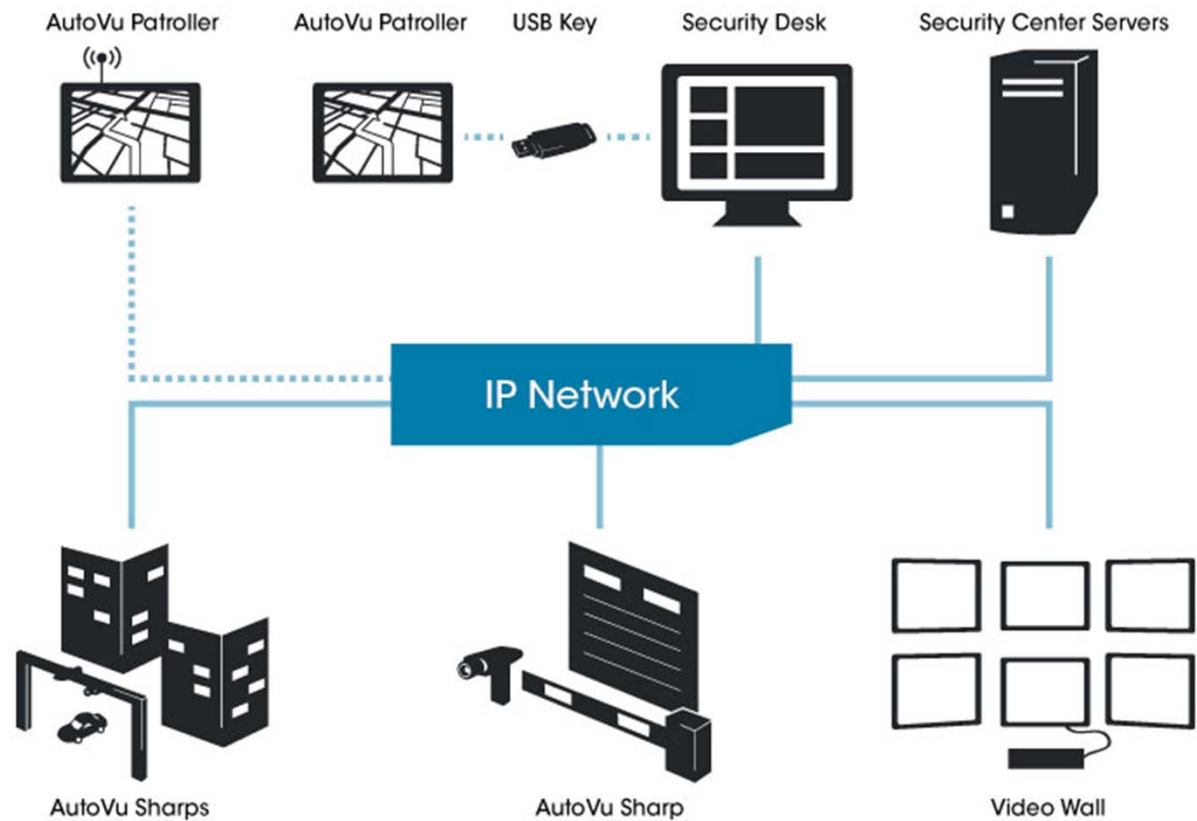 AutoVu Patroller
AutoVu Patroller
USB Key
Security Desk
Security Center Servers
IP Network
AutoVu Sharps
AutoVu Sharp
Video Wall